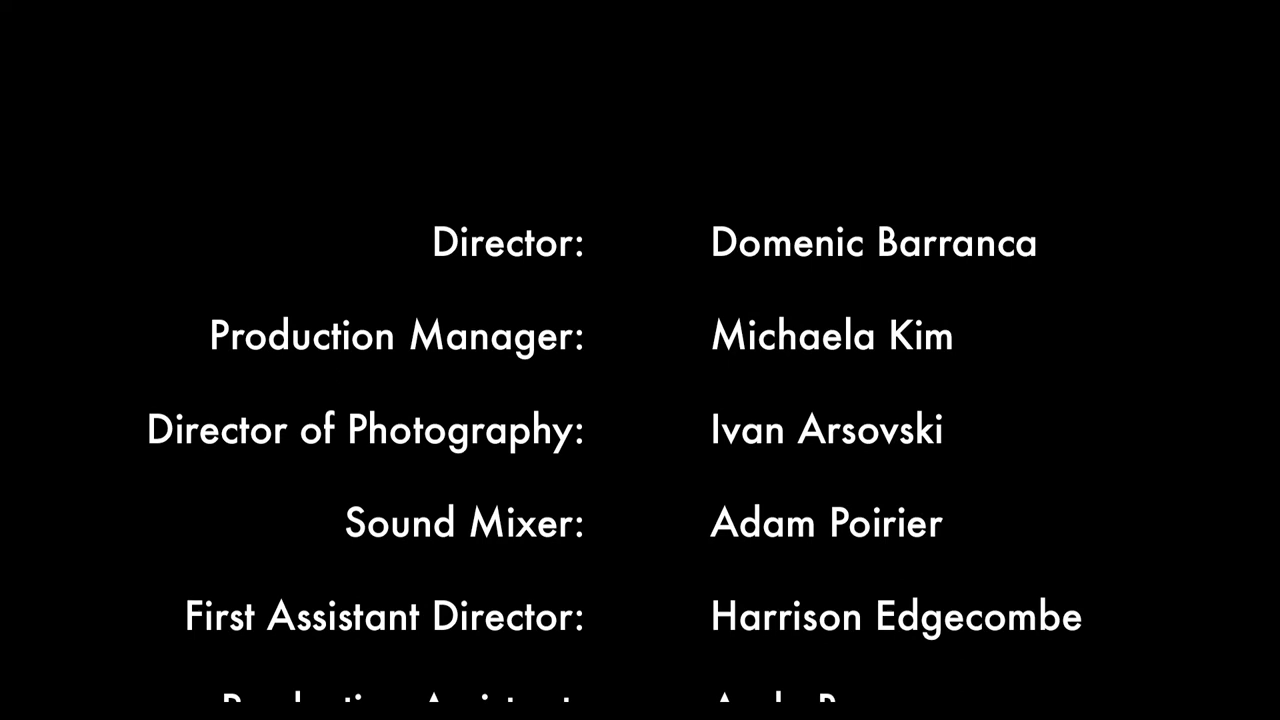 Director: Domenic Barranca
Production Manager: Michaela Kim
Director of Photography: Ivan Arsovski
Sound Mixer: Adam Poirier
First Assistant Director: Harrison Edgecombe